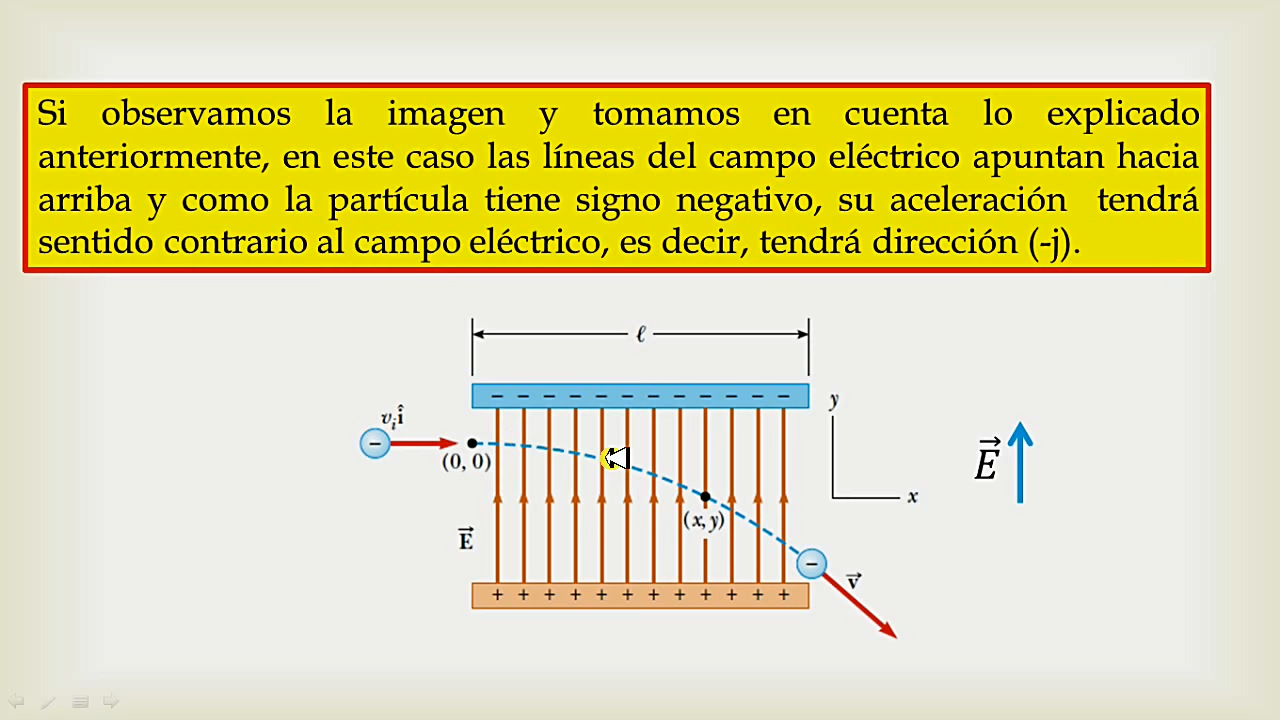 Si observamos la imagen y tomamos en cuenta lo explicado
anteriormente, en este caso las líneas del campo eléctrico apuntan hacia
arriba y como la partícula tiene signo negativo, su aceleración tendrá
sentido contrario al campo eléctrico, es decir, tendrá dirección (-j).
ℓ
− − − − − − − − − − − −
y
v_i î
−
(0, 0)
E⃗
x
(x, y)
E⃗
−
v⃗
+ + + + + + + + + + + +